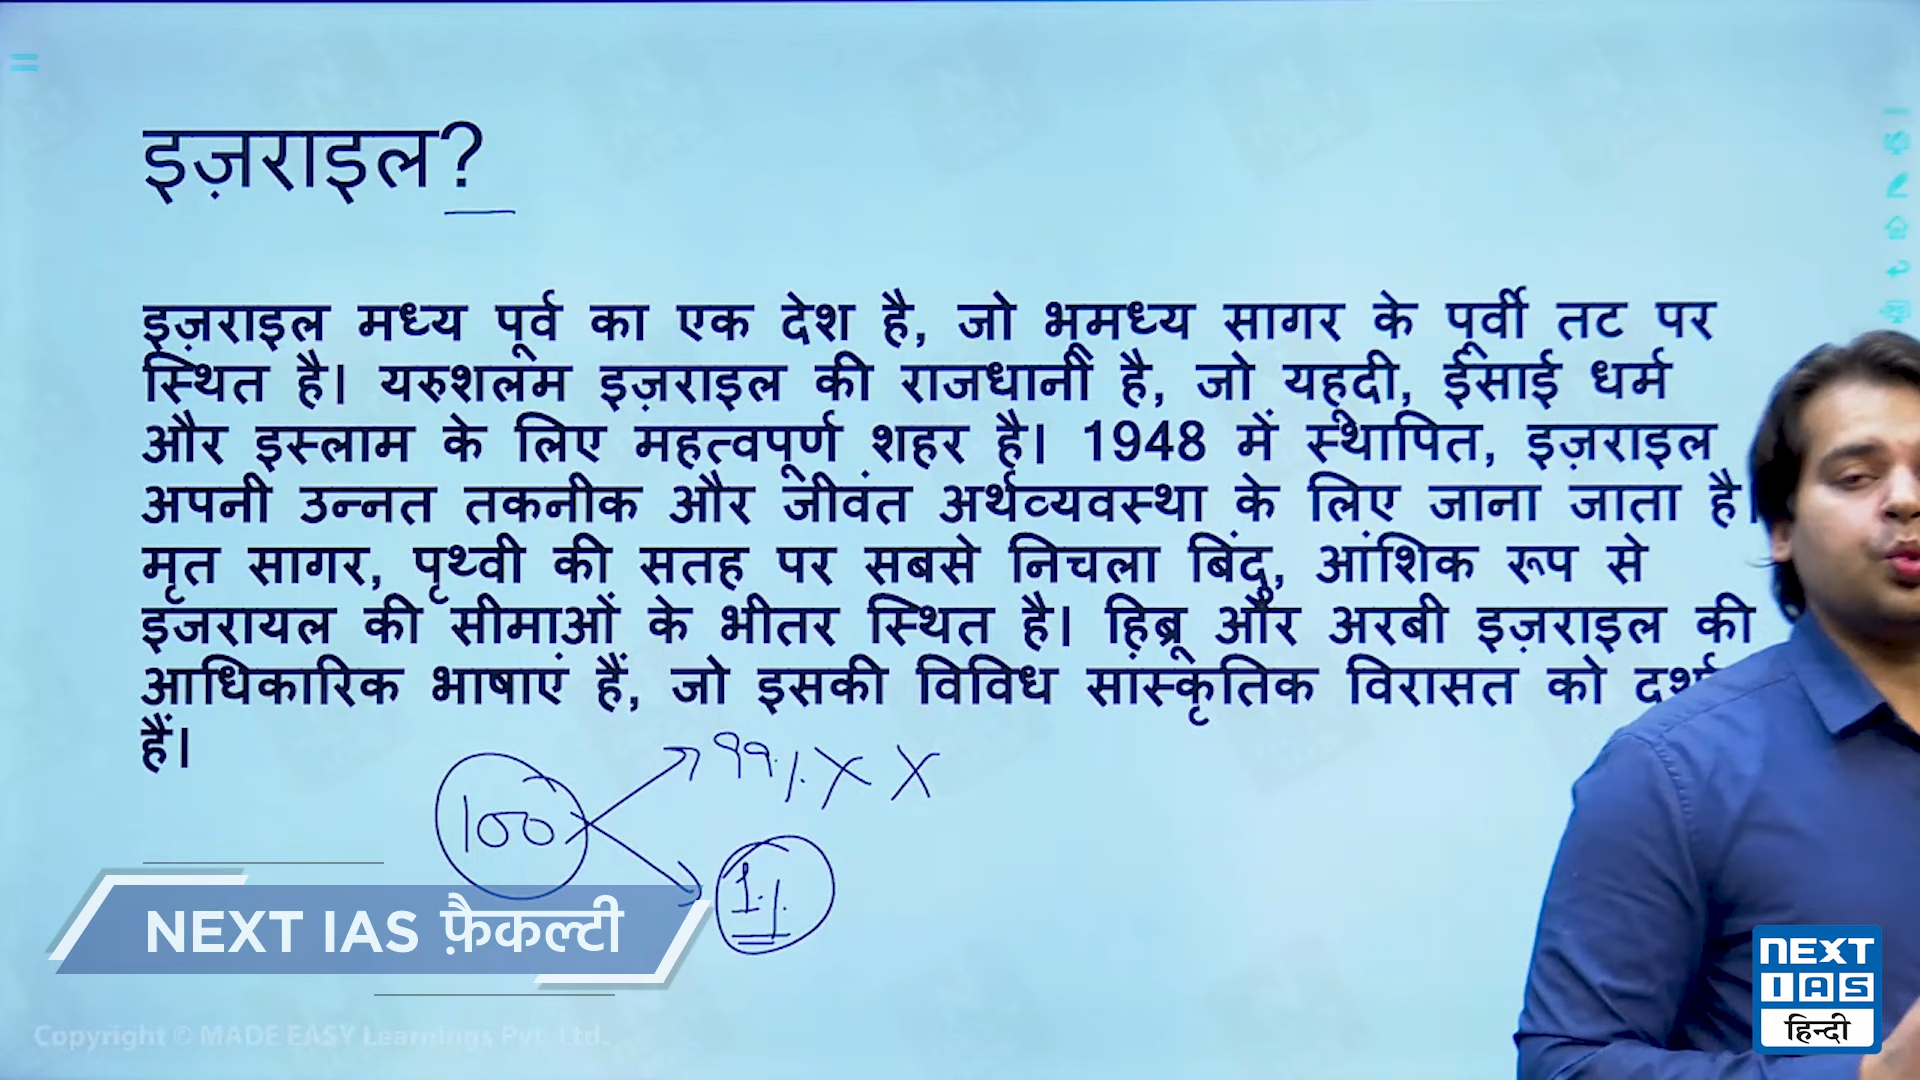 इज़राइल?
इज़राइल मध्य पूर्व का एक देश है, जो भूमध्य सागर के पूर्वी तट पर
स्थित है। यरुशलम इज़राइल की राजधानी है, जो यहूदी, ईसाई धर्म
और इस्लाम के लिए महत्वपूर्ण शहर है। 1948 में स्थापित, इज़राइल
अपनी उन्नत तकनीक और जीवंत अर्थव्यवस्था के लिए जाना जाता है।
मृत सागर, पृथ्वी की सतह पर सबसे निचला बिंदु, आंशिक रूप से
इजरायल की सीमाओं के भीतर स्थित है। हिब्रू और अरबी इज़राइल की
आधिकारिक भाषाएं हैं, जो इसकी विविध सांस्कृतिक विरासत को
हैं।
99% X X
100
1%
NEXT IAS फ़ैकल्टी
NEXT
IAS
हिन्दी
Copyright © MADE EASY Learnings Pvt. Ltd.